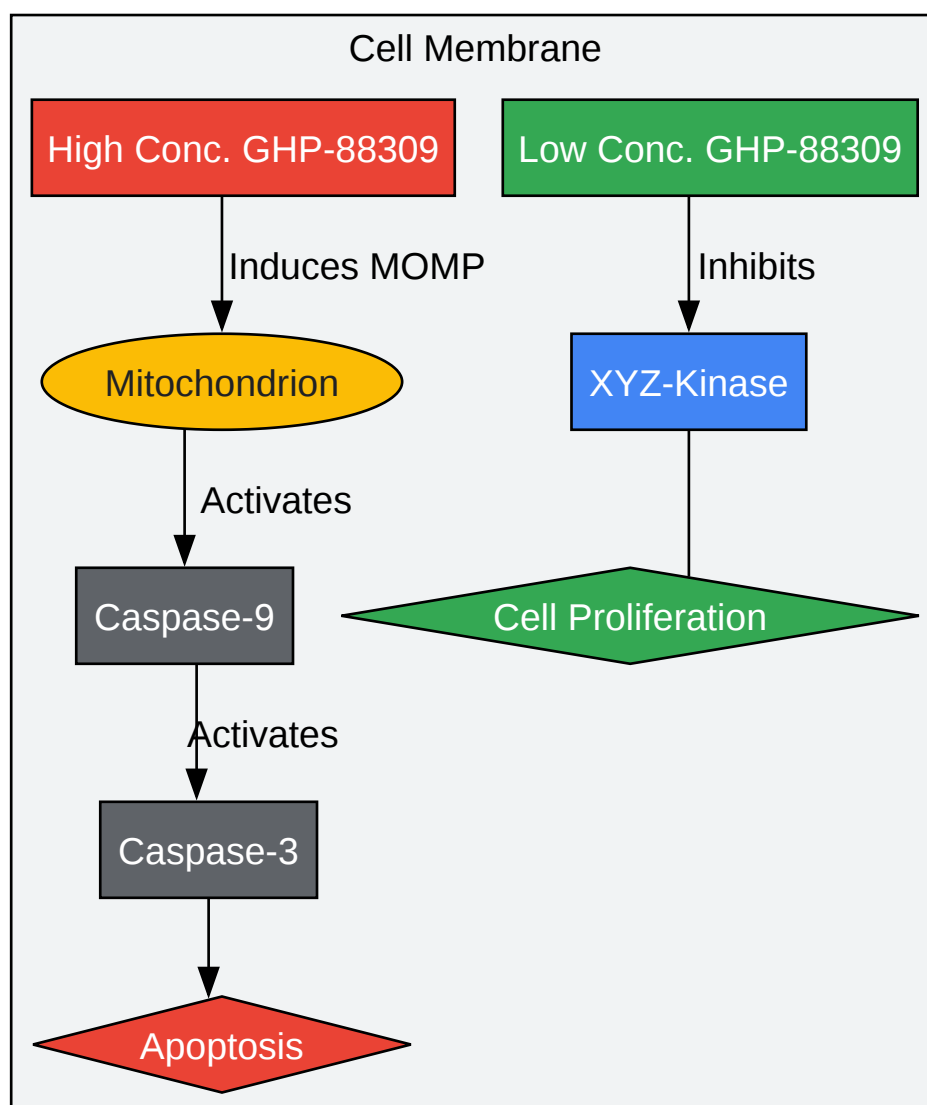 Cell Membrane
High Conc. GHP-88309
Low Conc. GHP-88309
Induces MOMP
Inhibits
Mitochondrion
XYZ-Kinase
Activates
Caspase-9
Cell Proliferation
Activates
Caspase-3
Apoptosis